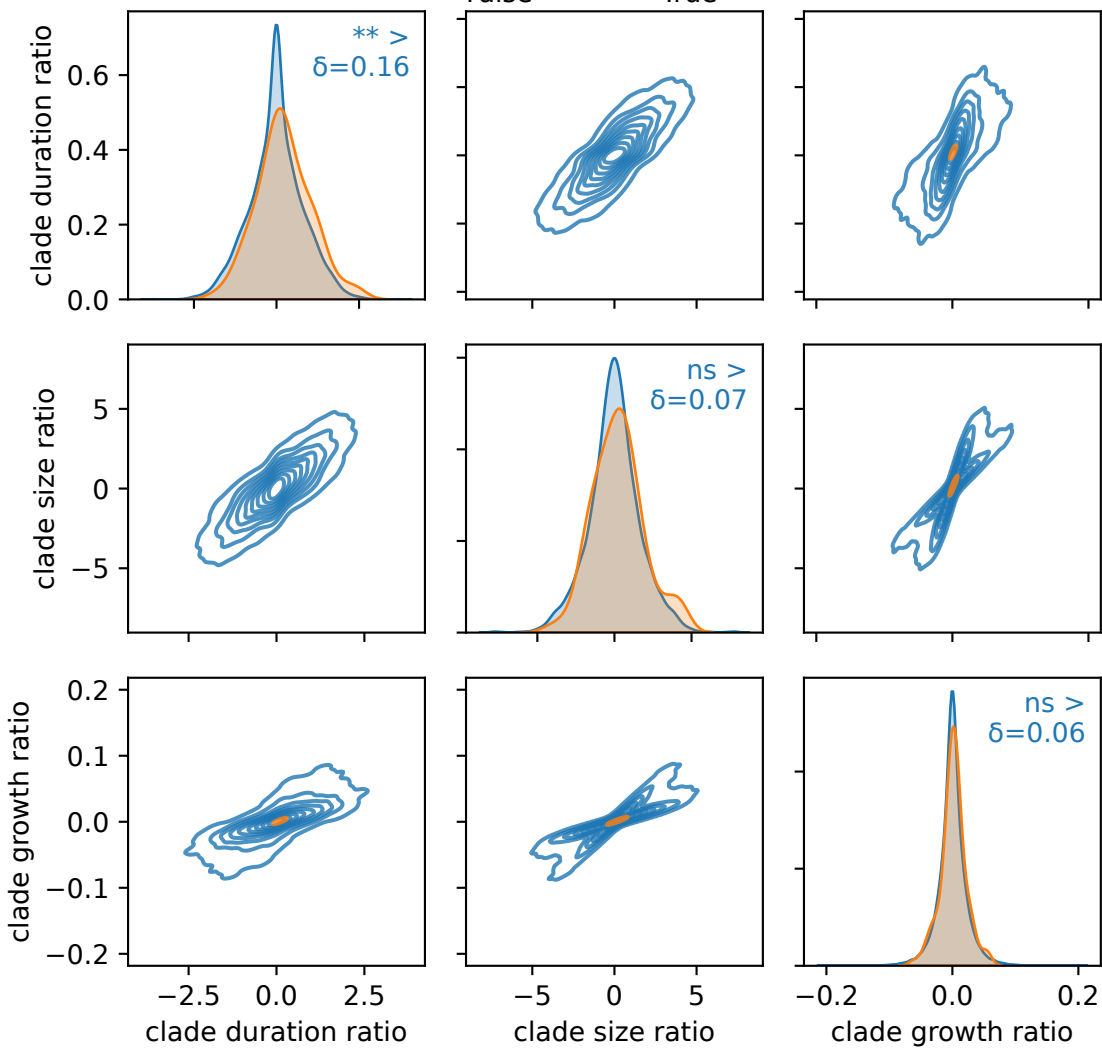 True
** >
δ=0.16
0.6
0.4
0.2
0.0
clade duration ratio
ns >
δ=0.07
5
0
−5
clade size ratio
ns >
δ=0.06
0.2
0.1
0.0
−0.1
−0.2
clade growth ratio
−2.5 0.0 2.5
−5 0 5
−0.2 0.0 0.2
clade duration ratio
clade size ratio
clade growth ratio